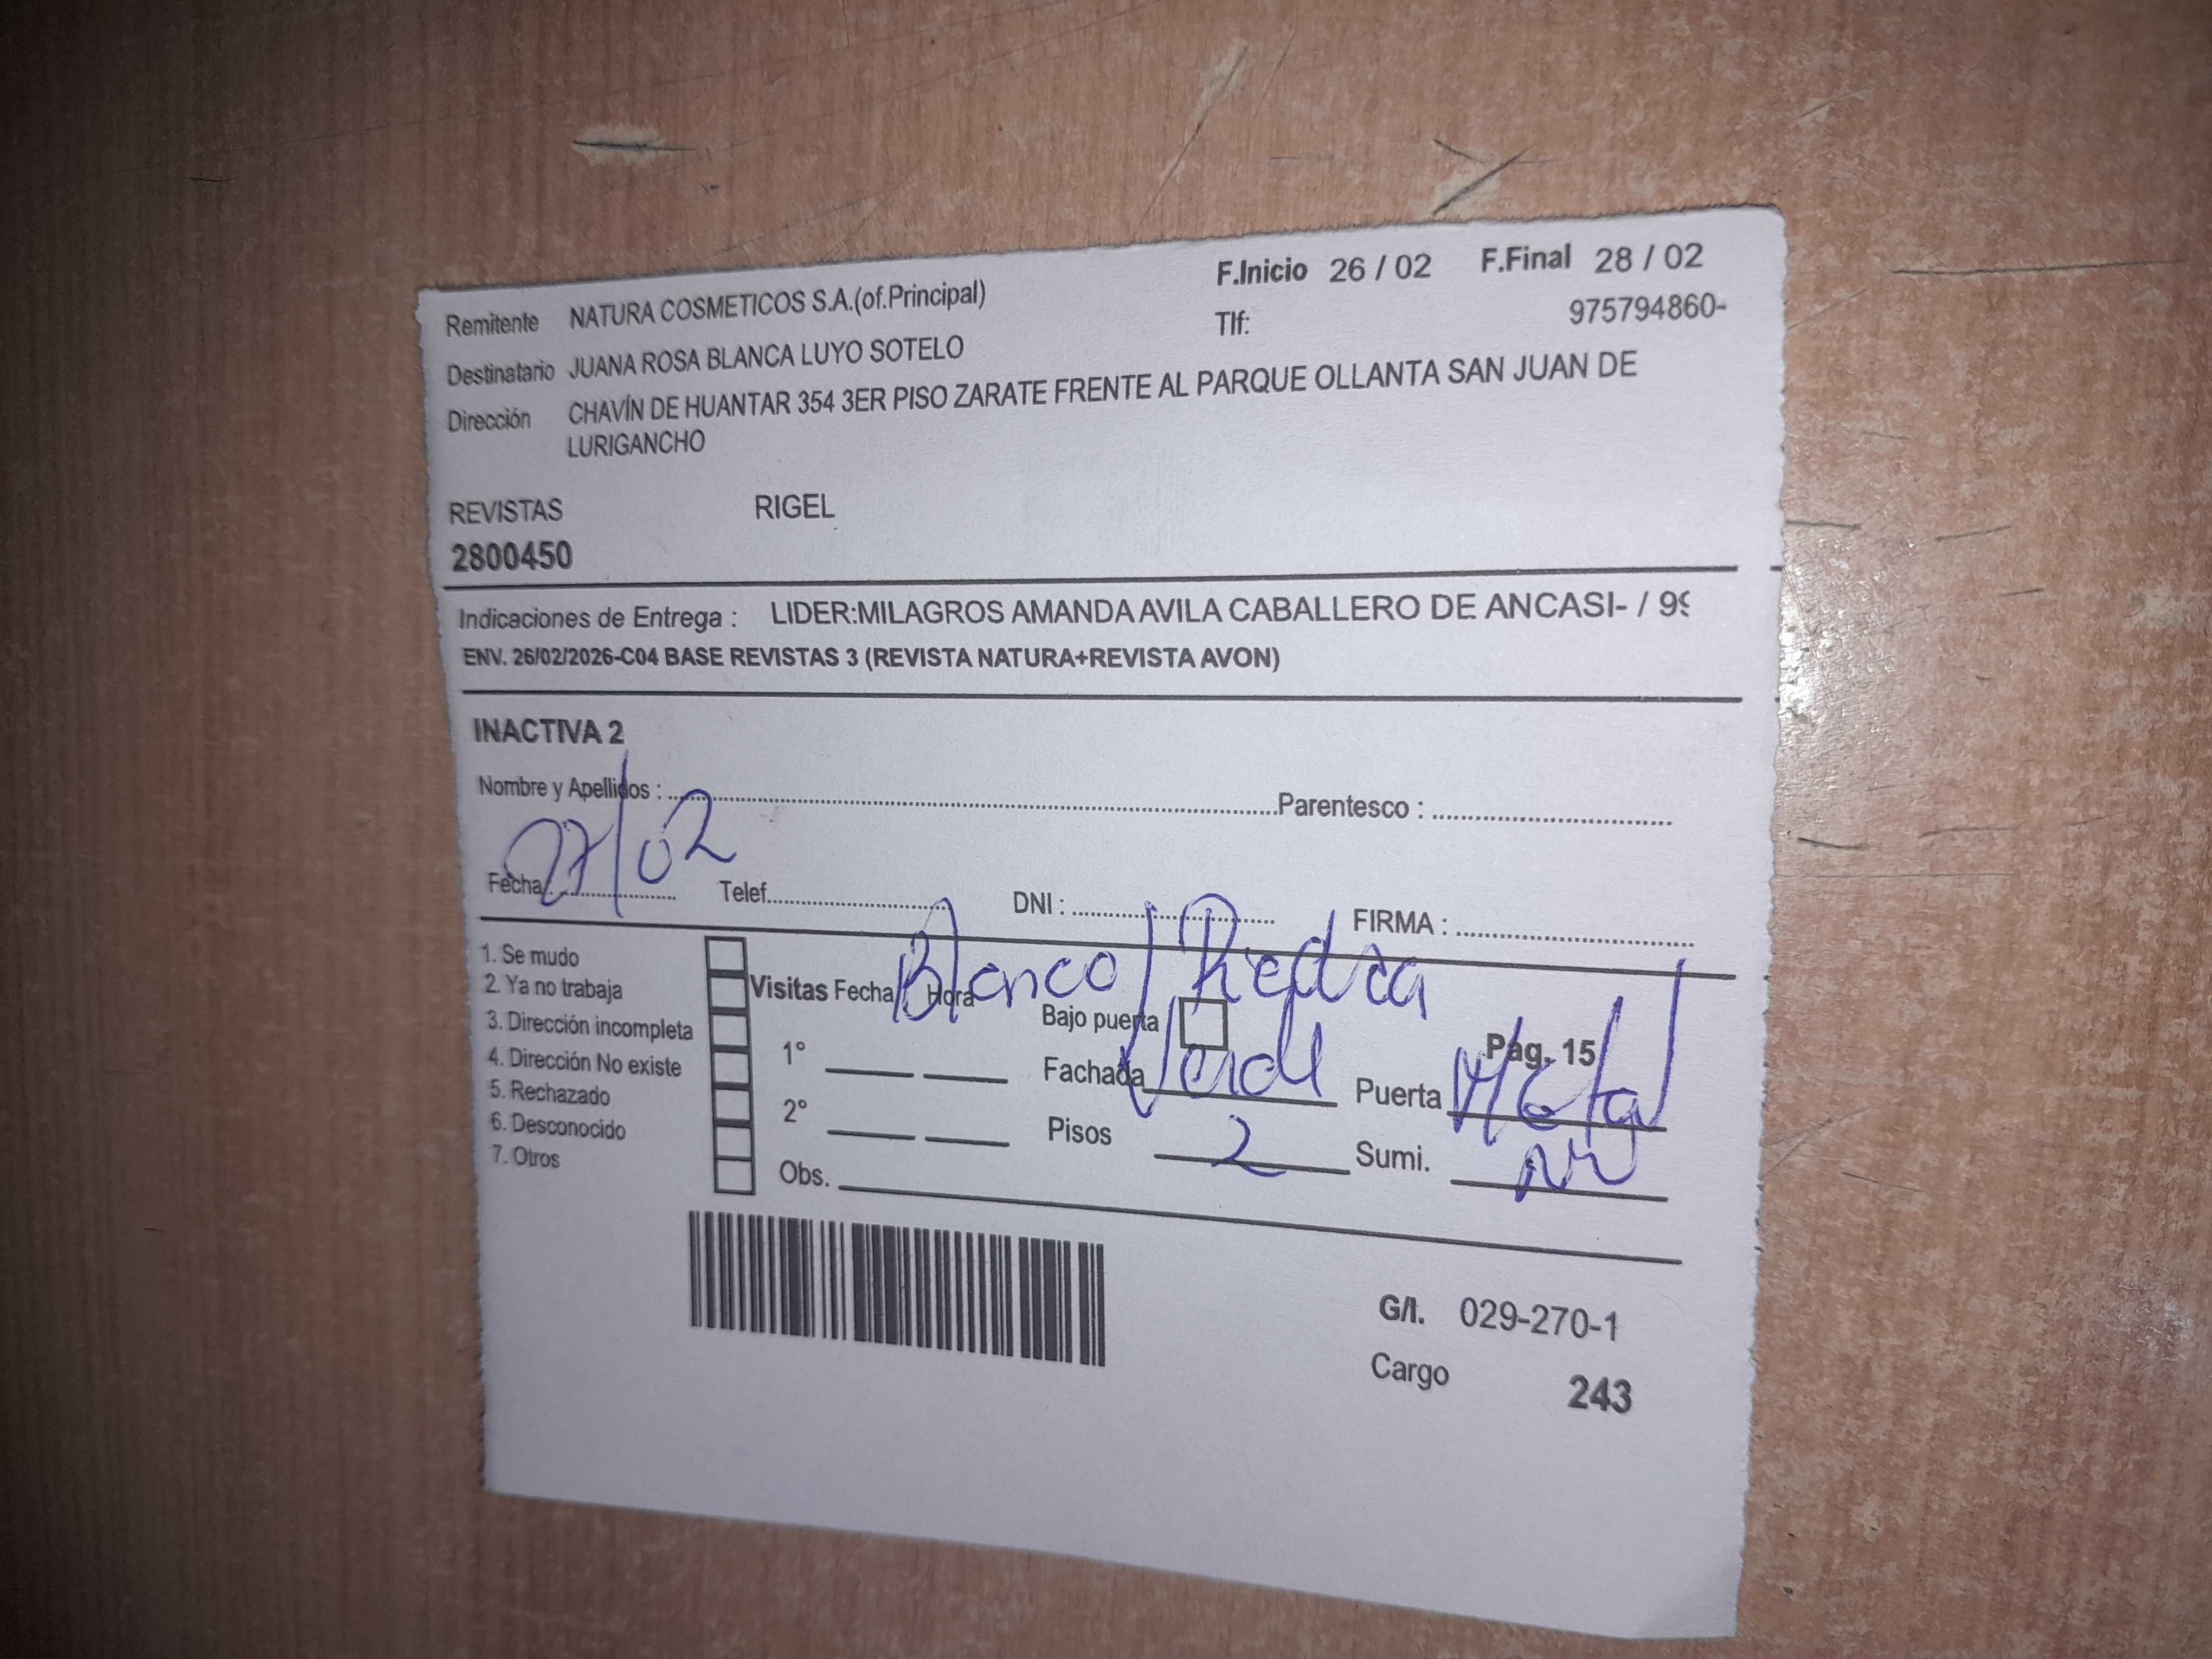 Remitente NATURA COSMETICOS S.A.(of.Principal) F.Inicio 26 / 02 F.Final 28 / 02
Destinatario JUANA ROSA BLANCA LUYO SOTELO Tlf: 975794860-
Dirección CHAVÍN DE HUANTAR 354 3ER PISO ZARATE FRENTE AL PARQUE OLLANTA SAN JUAN DE
LURIGANCHO
REVISTAS RIGEL
2800450
Indicaciones de Entrega : LIDER:MILAGROS AMANDA AVILA CABALLERO DE ANCASI- / 99
ENV. 26/02/2026-C04 BASE REVISTAS 3 (REVISTA NATURA+REVISTA AVON)
INACTIVA 2
Nombre y Apellidos : Parentesco :
Fecha: 27/02 Telef. DNI : FIRMA :
Blanco/Piedra
1. Se mudo
2. Ya no trabaja Visitas Fecha Hora Bajo puerta
3. Dirección incompleta 1° Pág. 15
4. Dirección No existe Fachada Verde Puerta Metal
5. Rechazado 2° Pisos 2 Sumi.
6. Desconocido
7. Otros Obs.
G/I. 029-270-1
Cargo 243